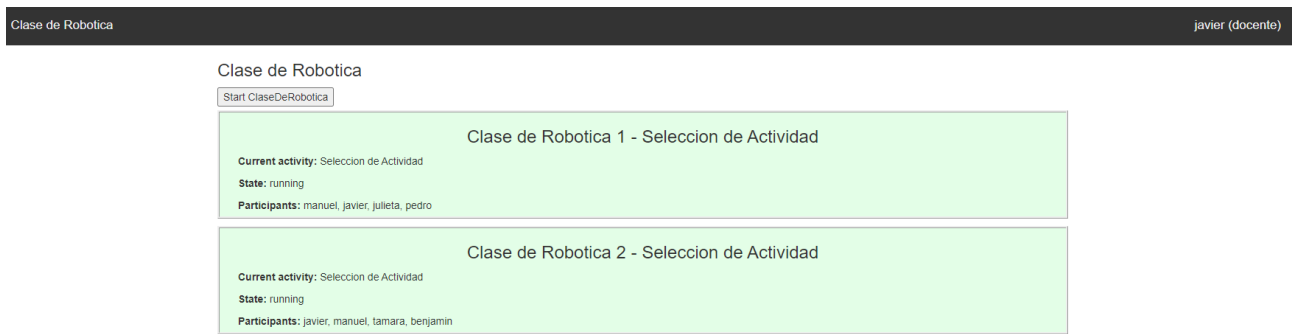 Clase de Robotica
javier (docente)
Clase de Robotica
Start ClaseDeRobotica
Clase de Robotica 1 - Seleccion de Actividad
Current activity: Seleccion de Actividad
State: running
Participants: manuel, javier, julieta, pedro
Clase de Robotica 2 - Seleccion de Actividad
Current activity: Seleccion de Actividad
State: running
Participants: javier, manuel, tamara, benjamin